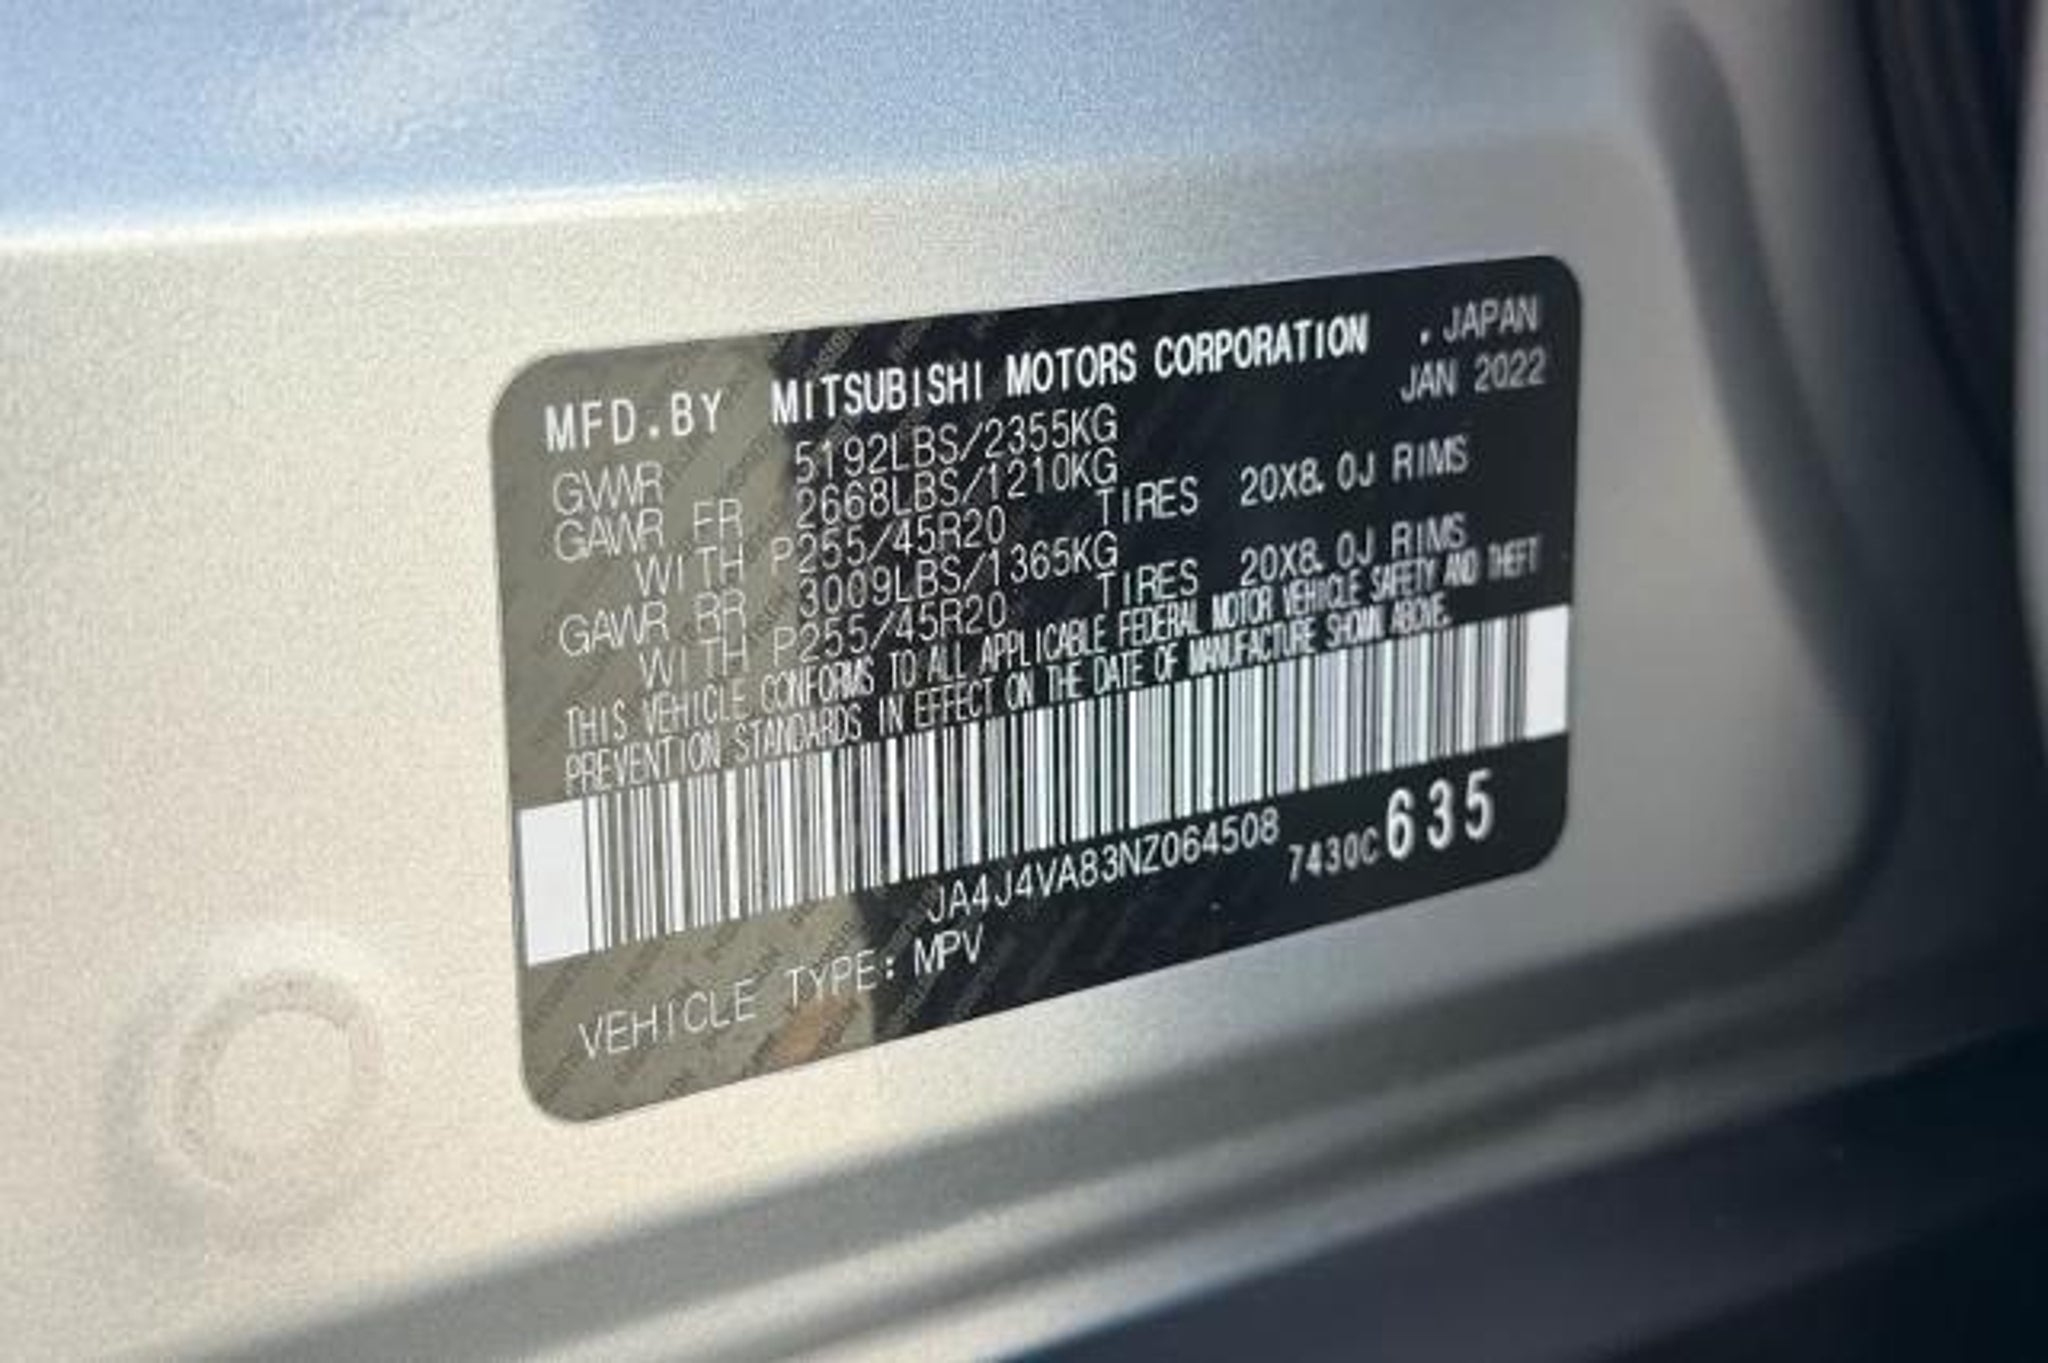 MFD.BY MITSUBISHI MOTORS CORPORATION . JAPAN
GVWR 5192LBS/2355KG JAN 2022
GAWR FR 2668LBS/1210KG
WITH P255/45R20 TIRES 20X8.0J RIMS
GAWR RR 3009LBS/1365KG
WITH P255/45R20 TIRES 20X8.0J RIMS
THIS VEHICLE CONFORMS TO ALL APPLICABLE FEDERAL MOTOR VEHICLE SAFETY AND THEFT
PREVENTION STANDARDS IN EFFECT ON THE DATE OF MANUFACTURE SHOWN ABOVE.
JA4J4VA83NZ064508 7430C635
VEHICLE TYPE: MPV